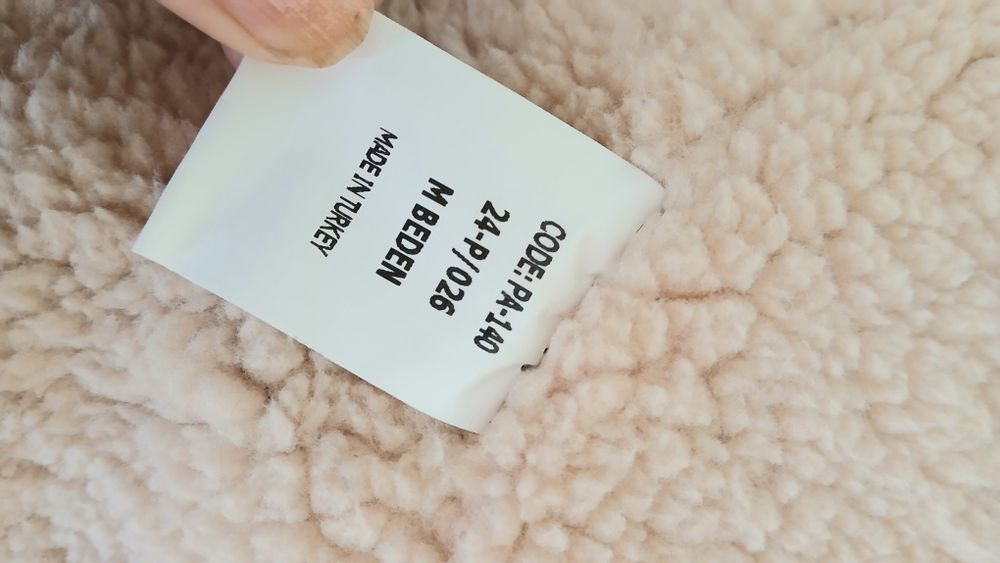 CODE: PA-140
24-P/026
M BEDEN
MADE IN TURKEY